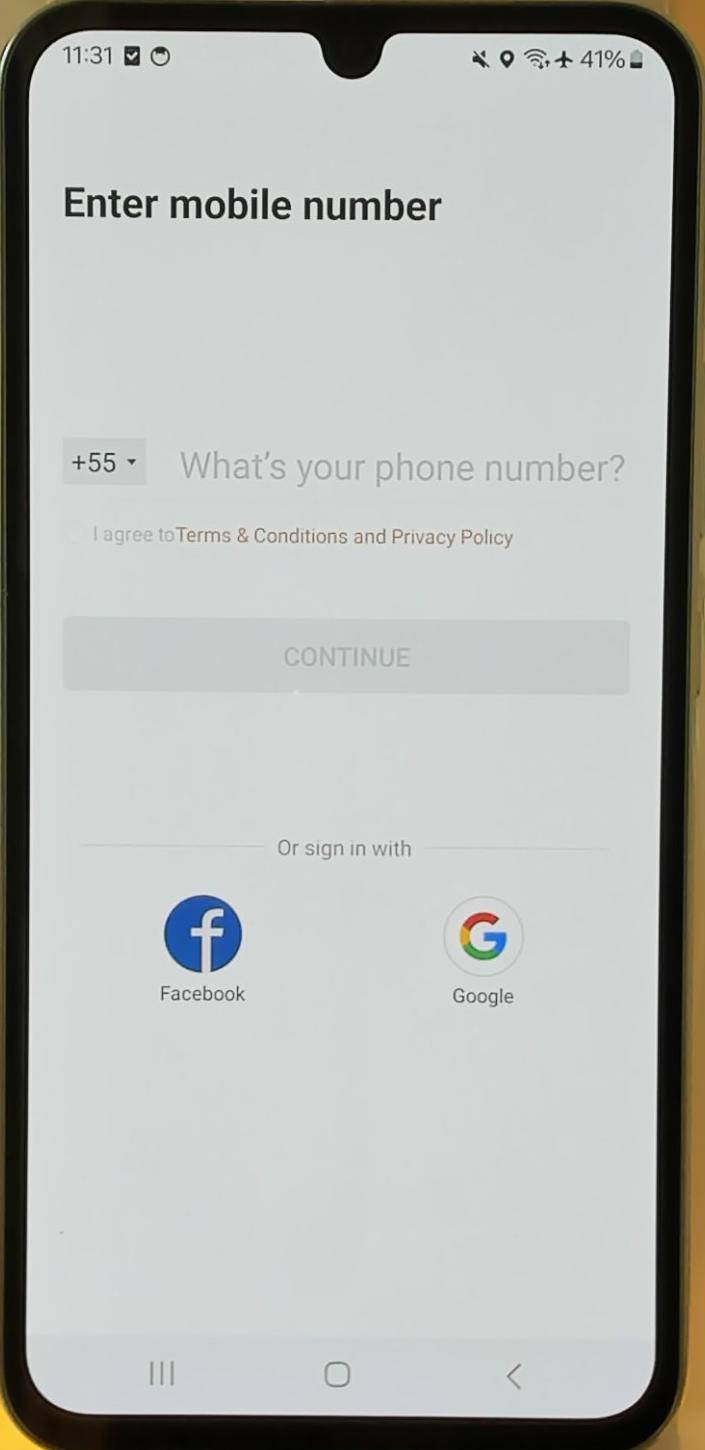 11:31
41%
Enter mobile number
+55
What's your phone number?
I agree toTerms & Conditions and Privacy Policy
CONTINUE
Or sign in with
Facebook
Google